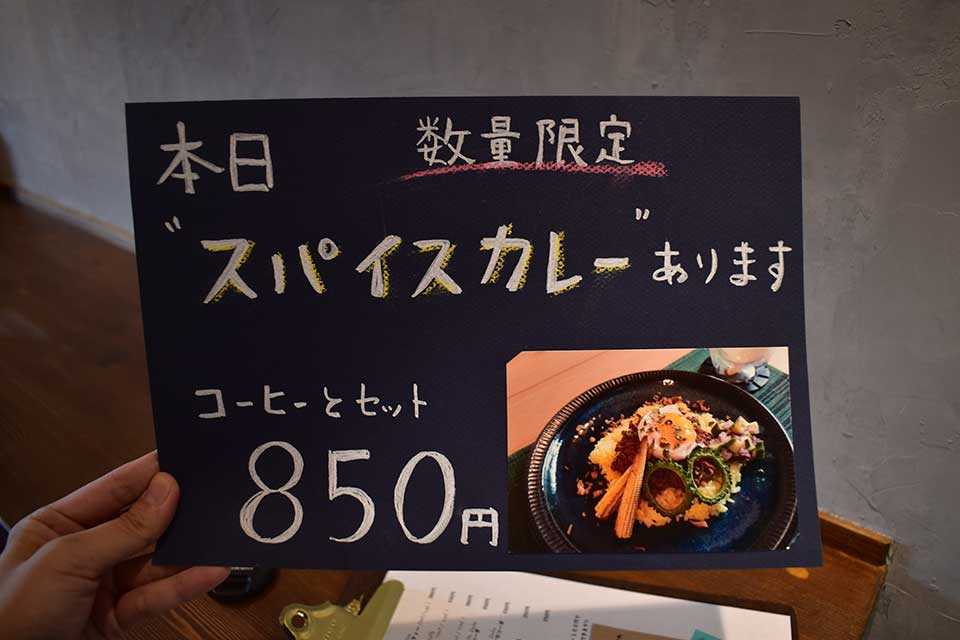 本日
数量限定
"スパイスカレー"あります
コーヒーとセット
850円